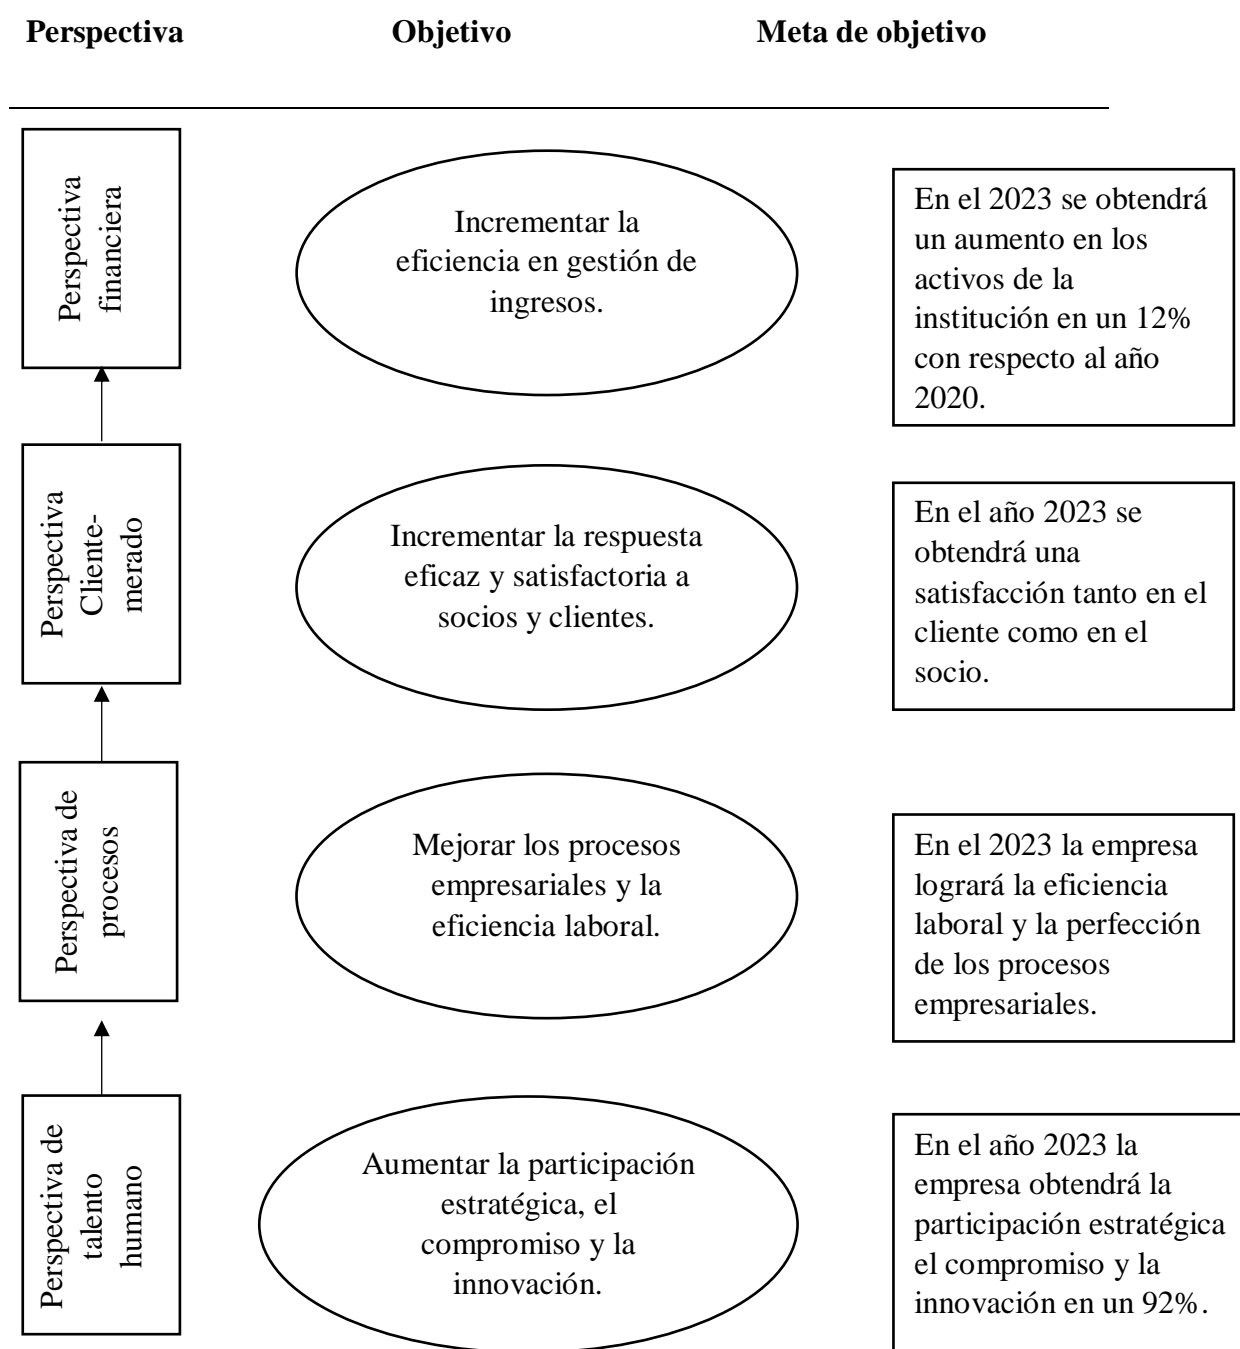 Perspectiva Objetivo Meta de objetivo
Perspectiva
financiera
Incrementar la
eficiencia en gestión de
ingresos.
En el 2023 se obtendrá
un aumento en los
activos de la
institución en un 12%
con respecto al año
2020.
Perspectiva
Cliente-
merado
Incrementar la respuesta
eficaz y satisfactoria a
socios y clientes.
En el año 2023 se
obtendrá una
satisfacción tanto en el
cliente como en el
socio.
Perspectiva de
procesos
Mejorar los procesos
empresariales y la
eficiencia laboral.
En el 2023 la empresa
logrará la eficiencia
laboral y la perfección
de los procesos
empresariales.
Perspectiva de
talento
humano
Aumentar la participación
estratégica, el
compromiso y la
innovación.
En el año 2023 la
empresa obtendrá la
participación estratégica
el compromiso y la
innovación en un 92%.